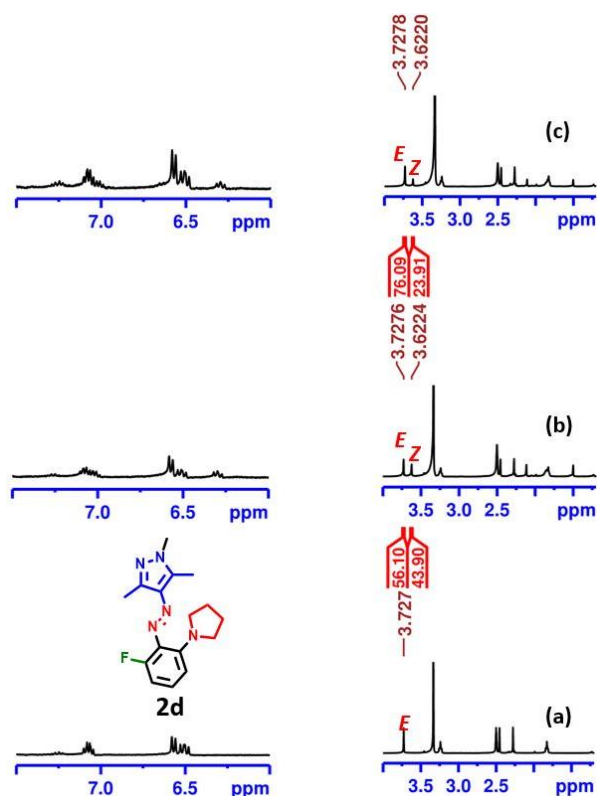 3.7278
3.6220
(c)
E
Z
7.0 6.5 ppm
3.5 3.0 2.5 ppm
76.09
23.91
3.7276
3.6224
(b)
E
Z
7.0 6.5 ppm
3.5 3.0 2.5 ppm
56.10
43.90
3.727
(a)
E
N
N
N
N
N
F
2d
7.0 6.5 ppm
3.5 3.0 2.5 ppm